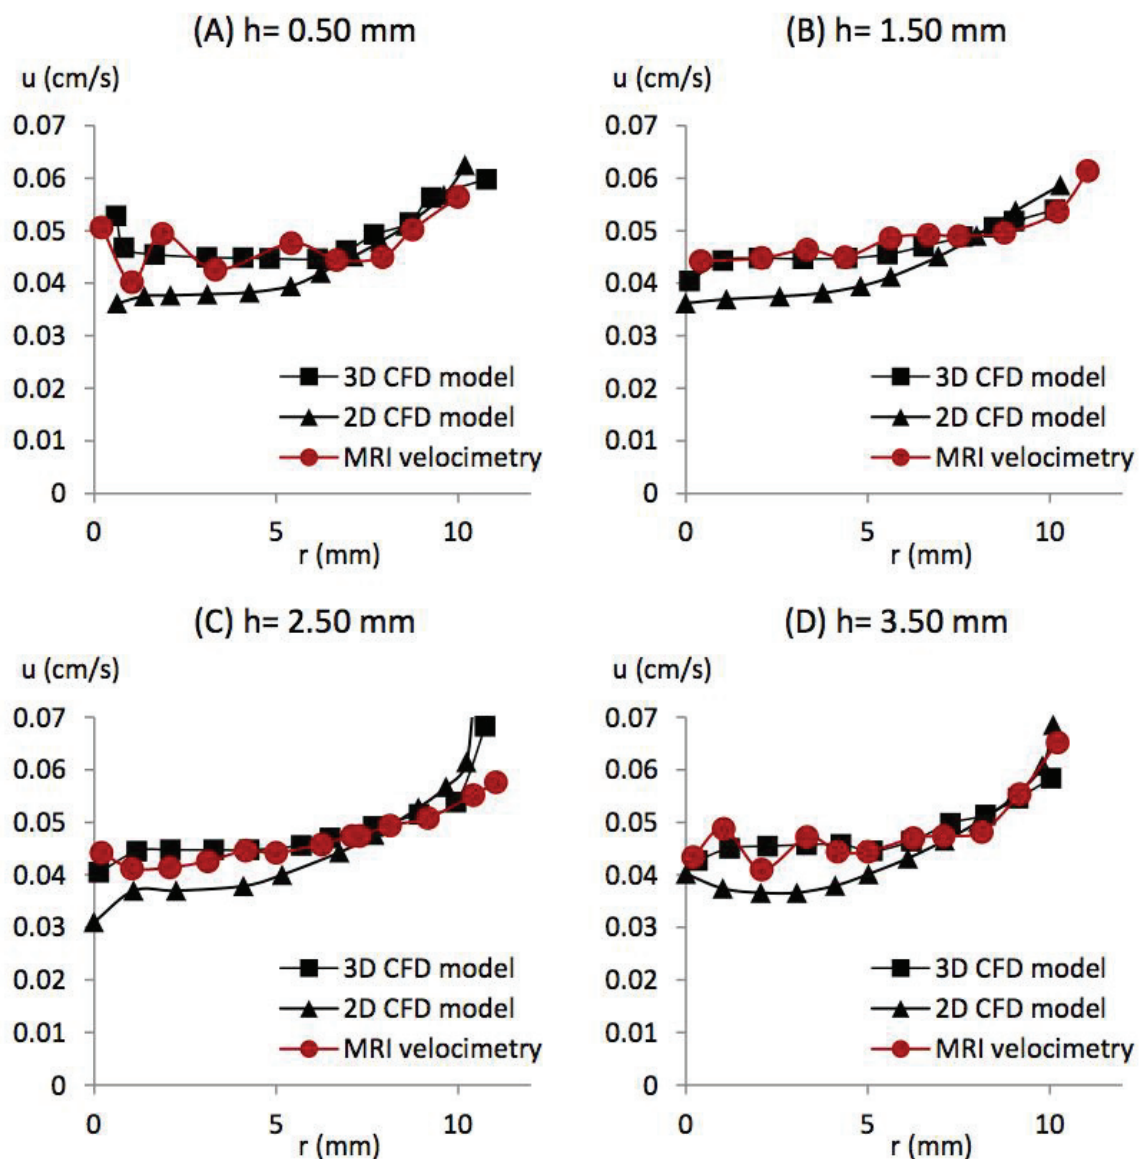 (A) h= 0.50 mm
u (cm/s)
0.07
0.06
0.05
0.04
0.03
0.02
0.01
0
3D CFD model
2D CFD model
MRI velocimetry
0 5 10
r (mm)
(B) h= 1.50 mm
u (cm/s)
0.07
0.06
0.05
0.04
0.03
0.02
0.01
0
3D CFD model
2D CFD model
MRI velocimetry
0 5 10
r (mm)
(C) h= 2.50 mm
u (cm/s)
0.07
0.06
0.05
0.04
0.03
0.02
0.01
0
3D CFD model
2D CFD model
MRI velocimetry
0 5 10
r (mm)
(D) h= 3.50 mm
u (cm/s)
0.07
0.06
0.05
0.04
0.03
0.02
0.01
0
3D CFD model
2D CFD model
MRI velocimetry
0 5 10
r (mm)